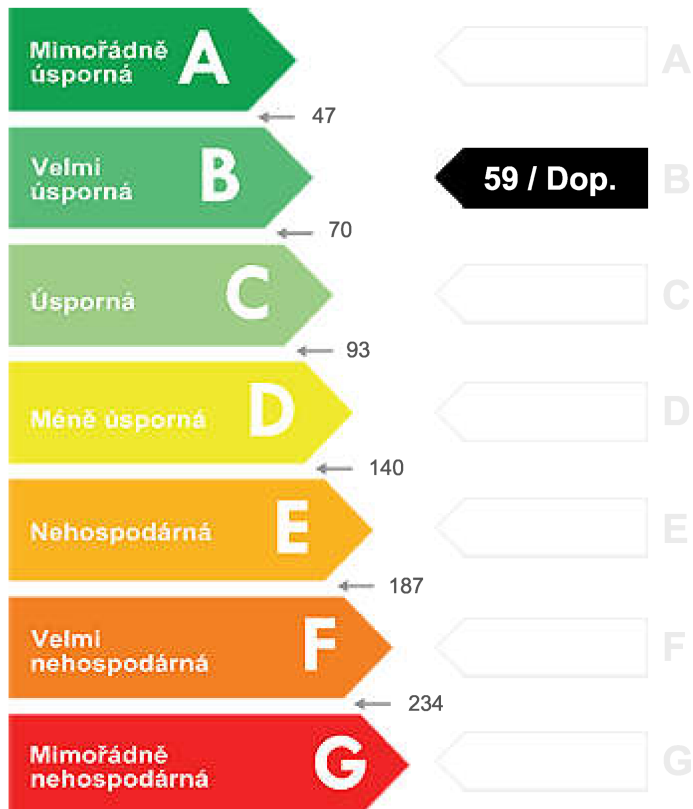 Mimořádně
úsporná
A
A
47
Velmi
úsporná
B
59 / Dop.
B
70
Úsporná
C
C
93
Méně úsporná
D
D
140
Nehospodárná
E
E
187
Velmi
nehospodárná
F
F
234
Mimořádně
nehospodárná
G
G